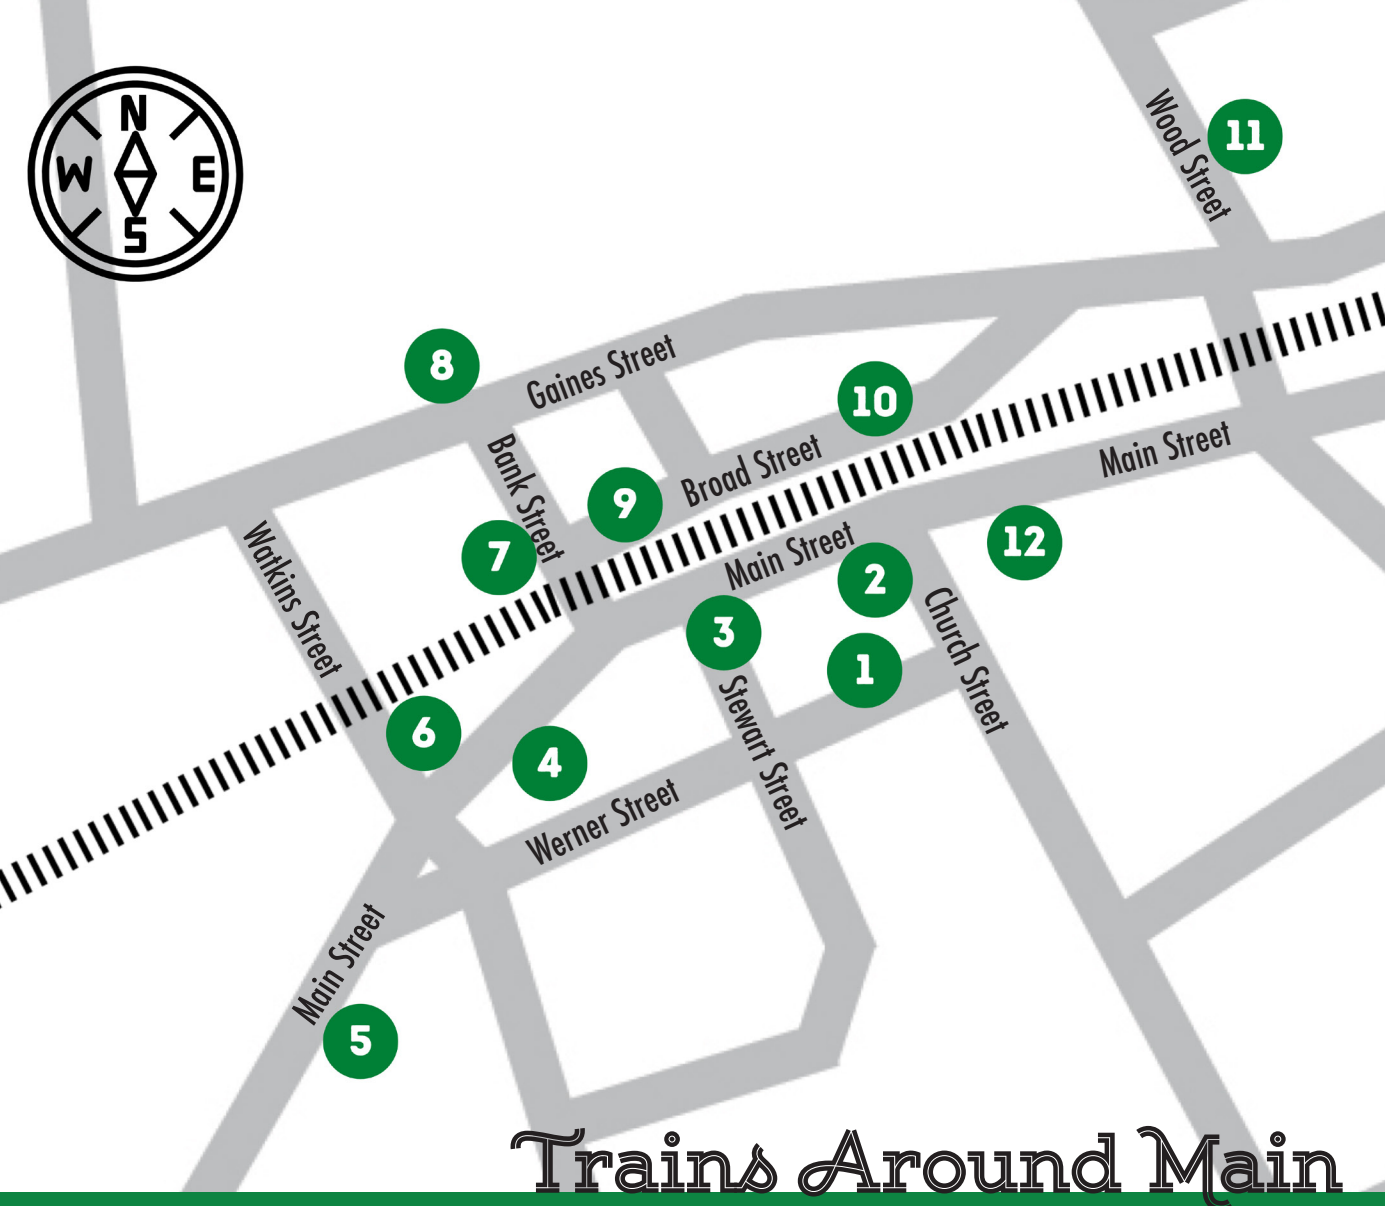 N
W E
S
Wood Street
11
8
Gaines Street
10
Bank Street
Broad Street
Main Street
9
Watkins Street
7
Main Street
12
2
Church Street
3
1
Stewart Street
6
4
Werner Street
Main Street
5
Trains Around Main